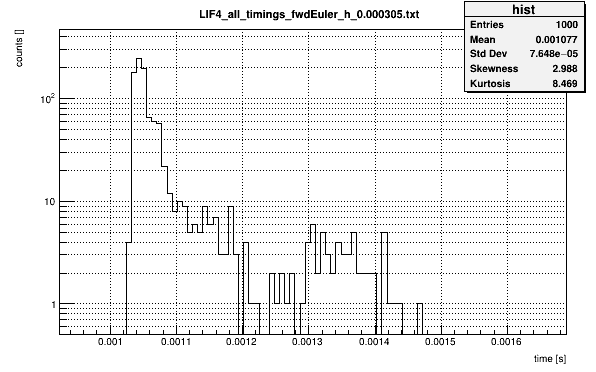 LIF4_all_timings_fwdEuler_h_0.000305.txt
hist
Entries 1000
Mean 0.001077
Std Dev 7.648e−05
Skewness 2.988
Kurtosis 8.469
counts []
10²
10
1
0.001 0.0011 0.0012 0.0013 0.0014 0.0015 0.0016
time [s]